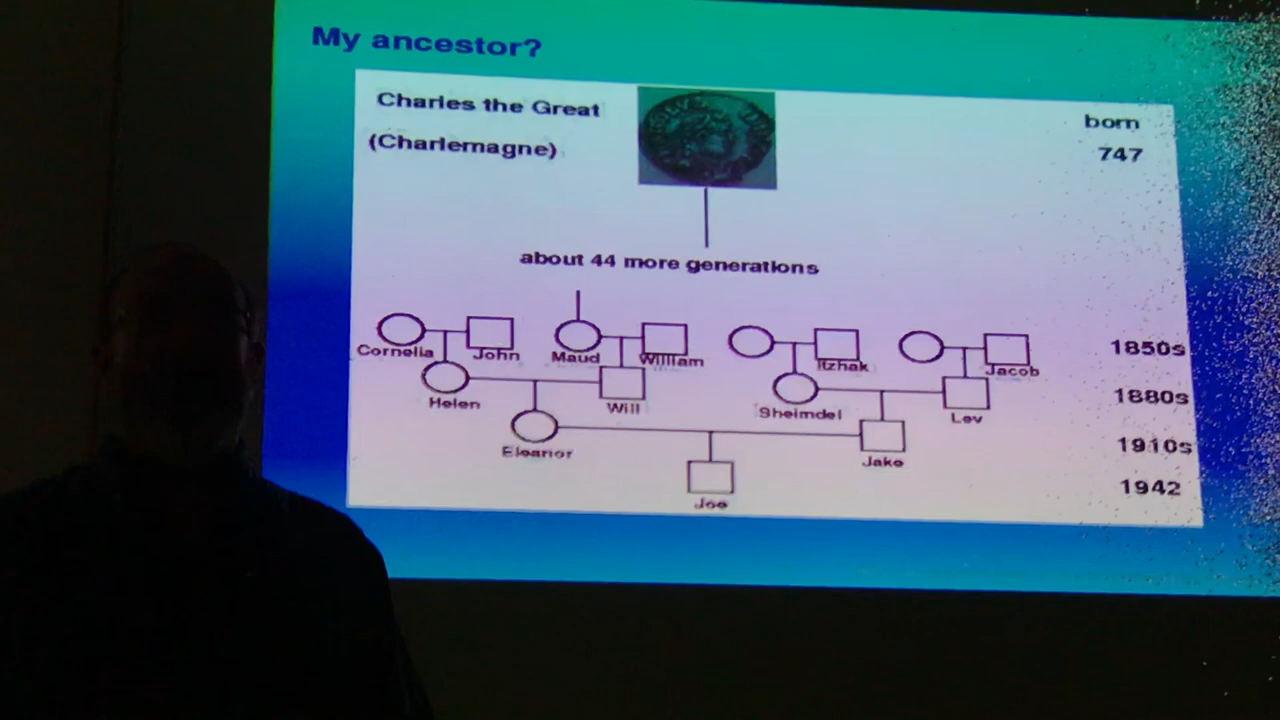 My ancestor?
Charles the Great
born
(Charlemagne)
747
about 44 more generations
Cornelia John Maud William Itzhak Jacob 1850s
Helen Will Sheimdel Lev 1880s
Eleanor Jake 1910s
Joe 1942